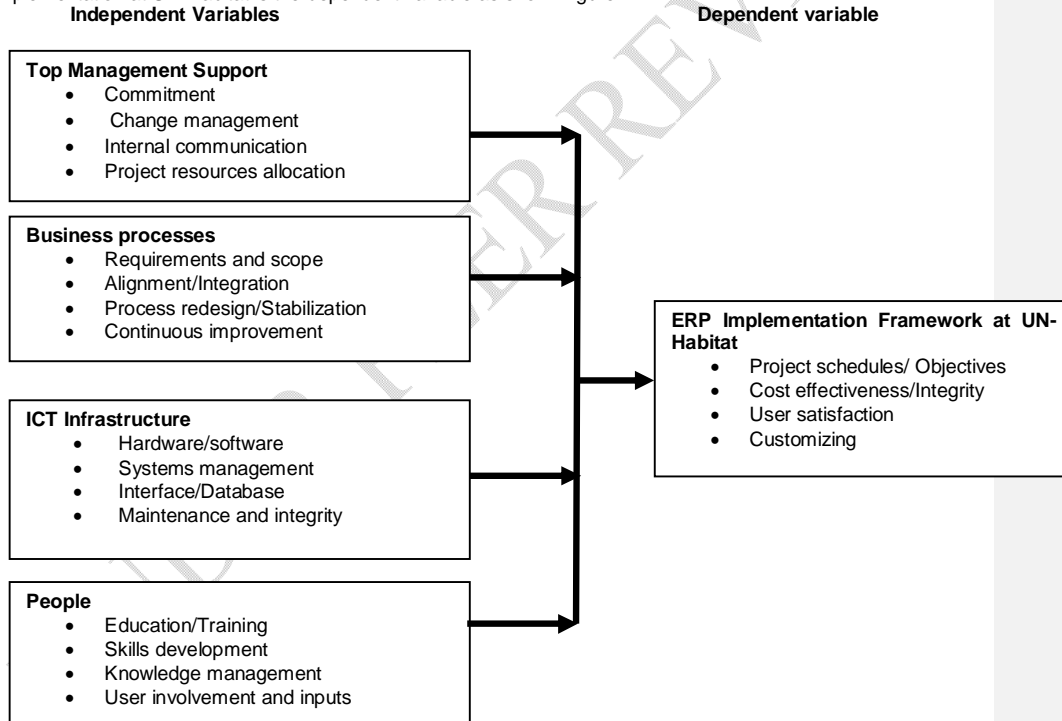 Independent Variables
Dependent variable
Top Management Support
• Commitment
• Change management
• Internal communication
• Project resources allocation
Business processes
• Requirements and scope
• Alignment/Integration
• Process redesign/Stabilization
• Continuous improvement
ICT Infrastructure
• Hardware/software
• Systems management
• Interface/Database
• Maintenance and integrity
People
• Education/Training
• Skills development
• Knowledge management
• User involvement and inputs
ERP Implementation Framework at UN-
Habitat
• Project schedules/ Objectives
• Cost effectiveness/Integrity
• User satisfaction
• Customizing